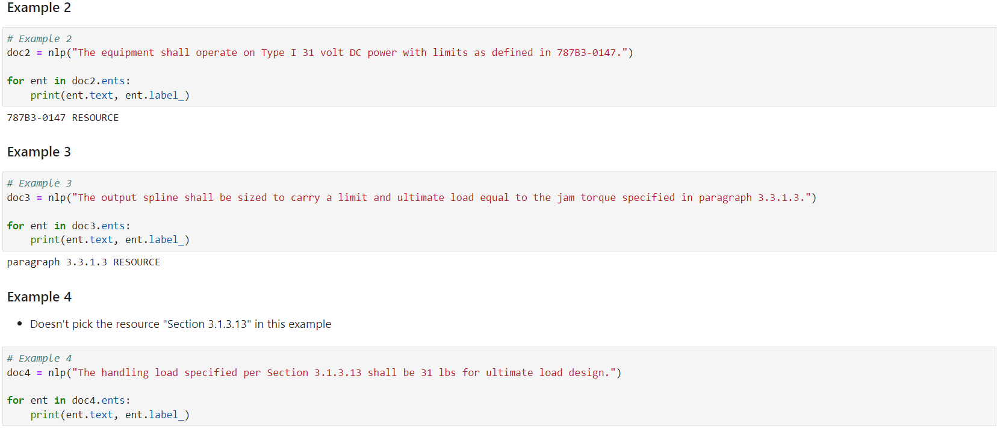 Example 2
# Example 2
doc2 = nlp("The equipment shall operate on Type I 31 volt DC power with limits as defined in 787B3-0147.")
for ent in doc2.ents:
    print(ent.text, ent.label_)
787B3-0147 RESOURCE
Example 3
# Example 3
doc3 = nlp("The output spline shall be sized to carry a limit and ultimate load equal to the jam torque specified in paragraph 3.3.1.3.")
for ent in doc3.ents:
    print(ent.text, ent.label_)
paragraph 3.3.1.3 RESOURCE
Example 4
• Doesn't pick the resource "Section 3.1.3.13" in this example
# Example 4
doc4 = nlp("The handling load specified per Section 3.1.3.13 shall be 31 lbs for ultimate load design.")
for ent in doc4.ents:
    print(ent.text, ent.label_)